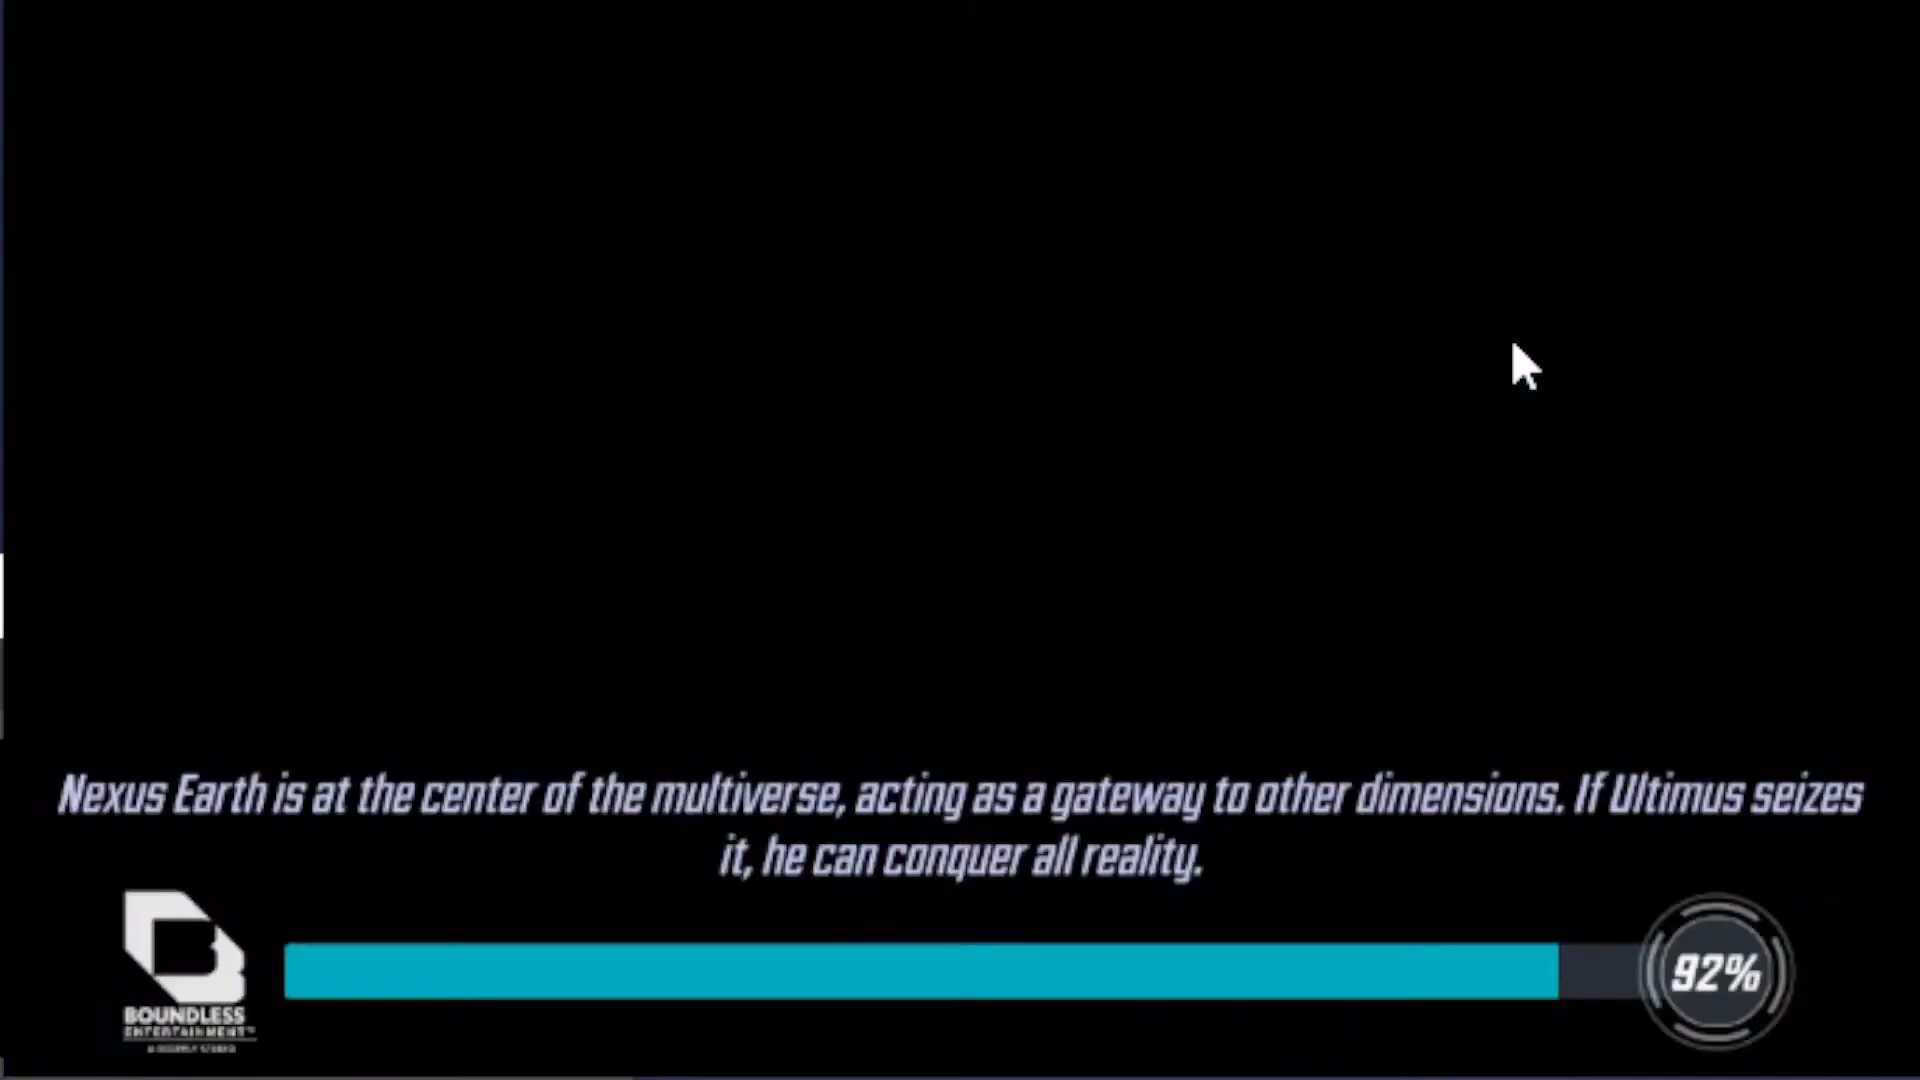 Nexus Earth is at the center of the multiverse, acting as a gateway to other dimensions. If Ultimus seizes
it, he can conquer all reality.
92%
BOUNDLESS
ENTERTAINMENT™